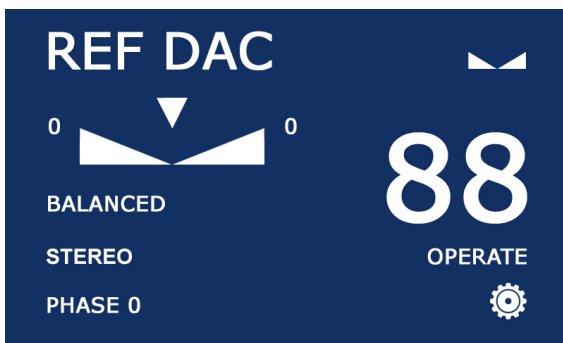 REF DAC
0 0
88
BALANCED
STEREO
OPERATE
PHASE 0